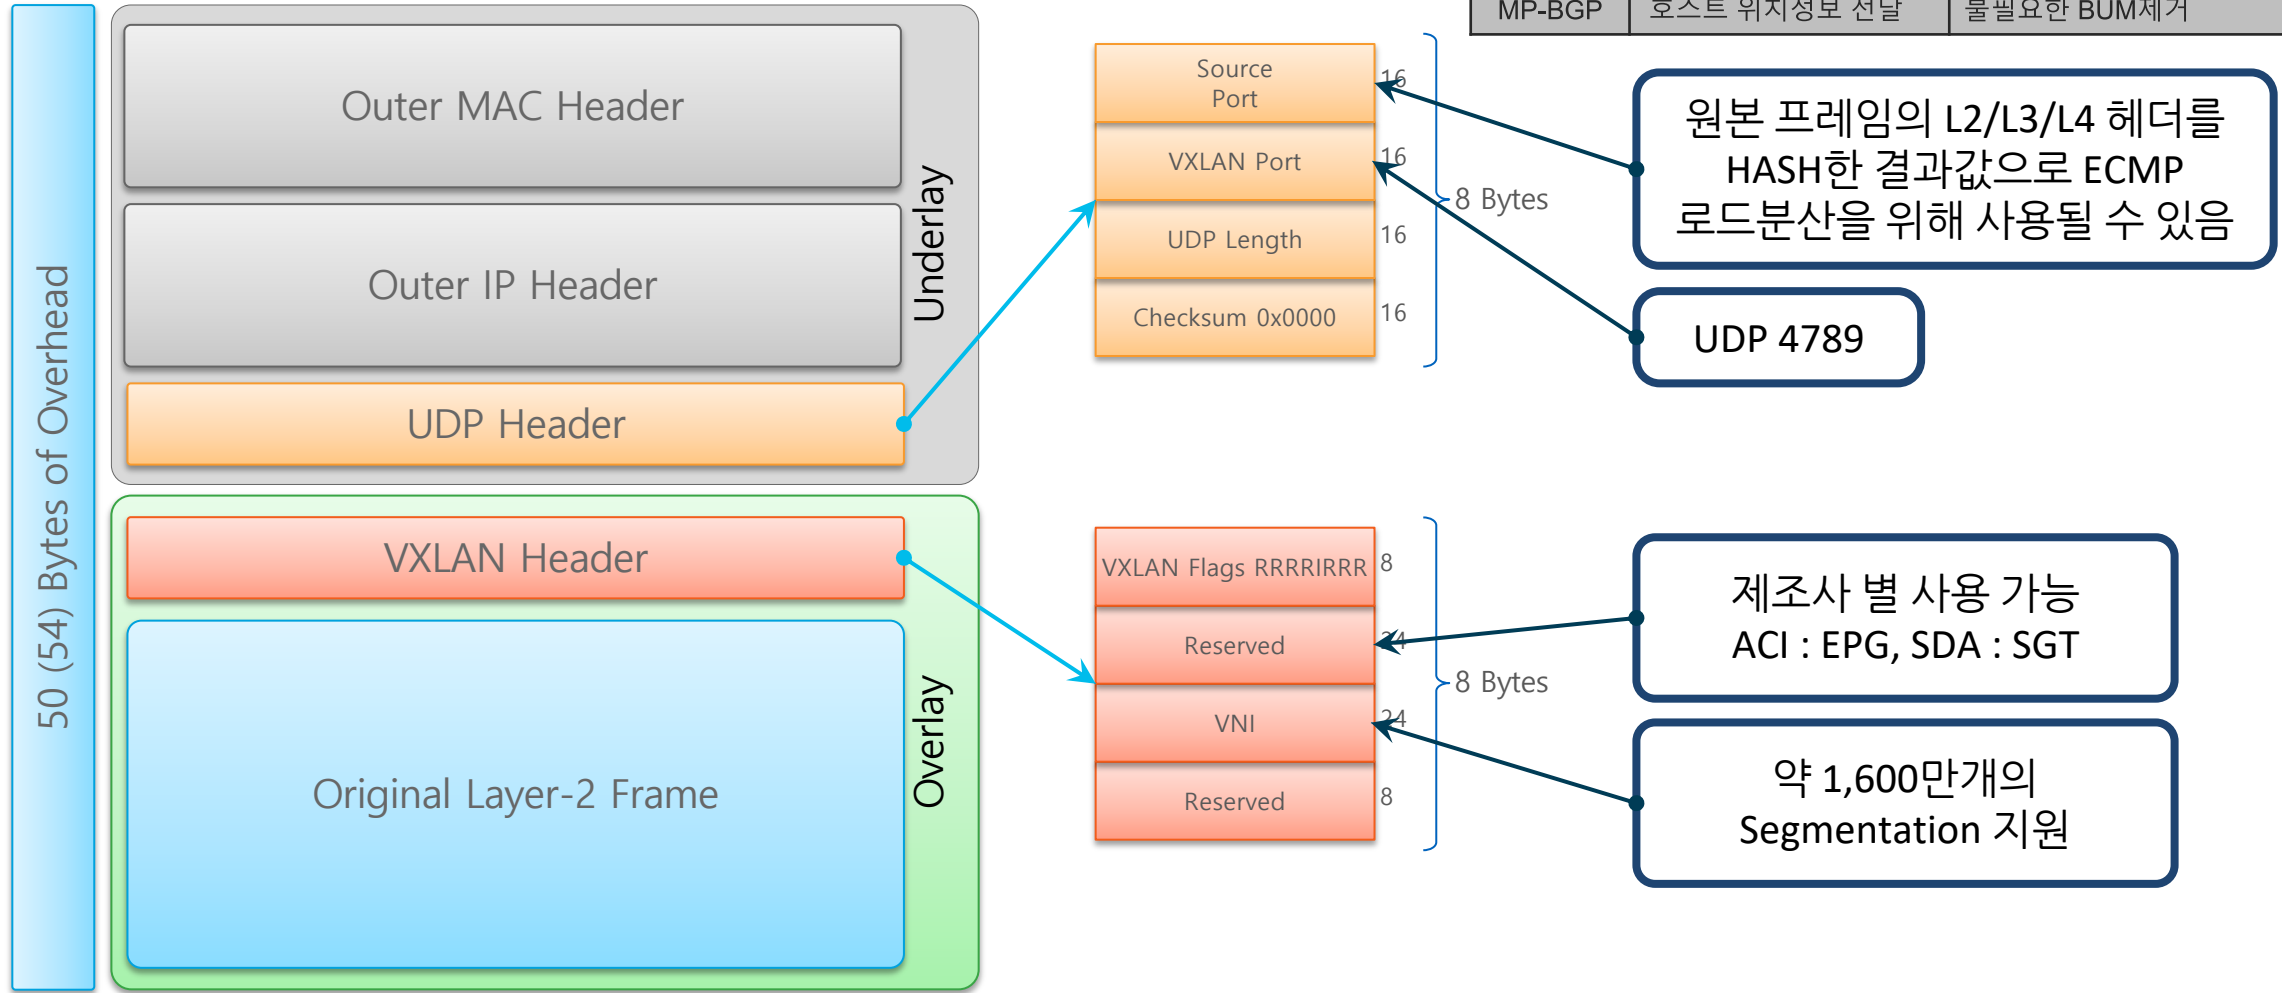 MP-BGP 호스트 위치정보 전달 불필요한 BUM제거
50 (54) Bytes of Overhead
Outer MAC Header
Outer IP Header
UDP Header
Underlay
VXLAN Header
Original Layer-2 Frame
Overlay
Source
Port
16
VXLAN Port
16
UDP Length
16
Checksum 0x0000
16
8 Bytes
원본 프레임의 L2/L3/L4 헤더를
HASH한 결과값으로 ECMP
로드분산을 위해 사용될 수 있음
UDP 4789
VXLAN Flags RRRRIRRR
8
Reserved
24
VNI
24
Reserved
8
8 Bytes
제조사 별 사용 가능
ACI : EPG, SDA : SGT
약 1,600만개의
Segmentation 지원